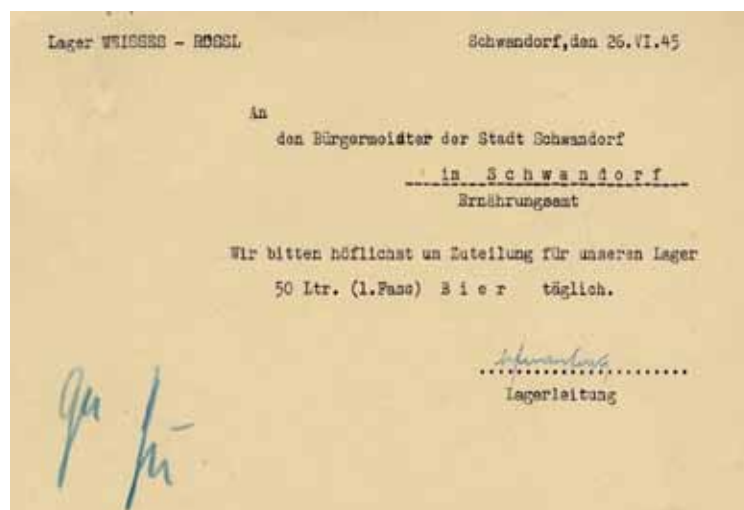 Lager WEISSES - RÖSSL
Schwandorf, den 26.VI.45
An
den Bürgermeister der Stadt Schwandorf
in S c h w a n d o r f
Ernährungsamt
Wir bitten höflichst um Zuteilung für unseren Lager
50 Ltr. (1.Fass) B i e r täglich.
Lagerleitung